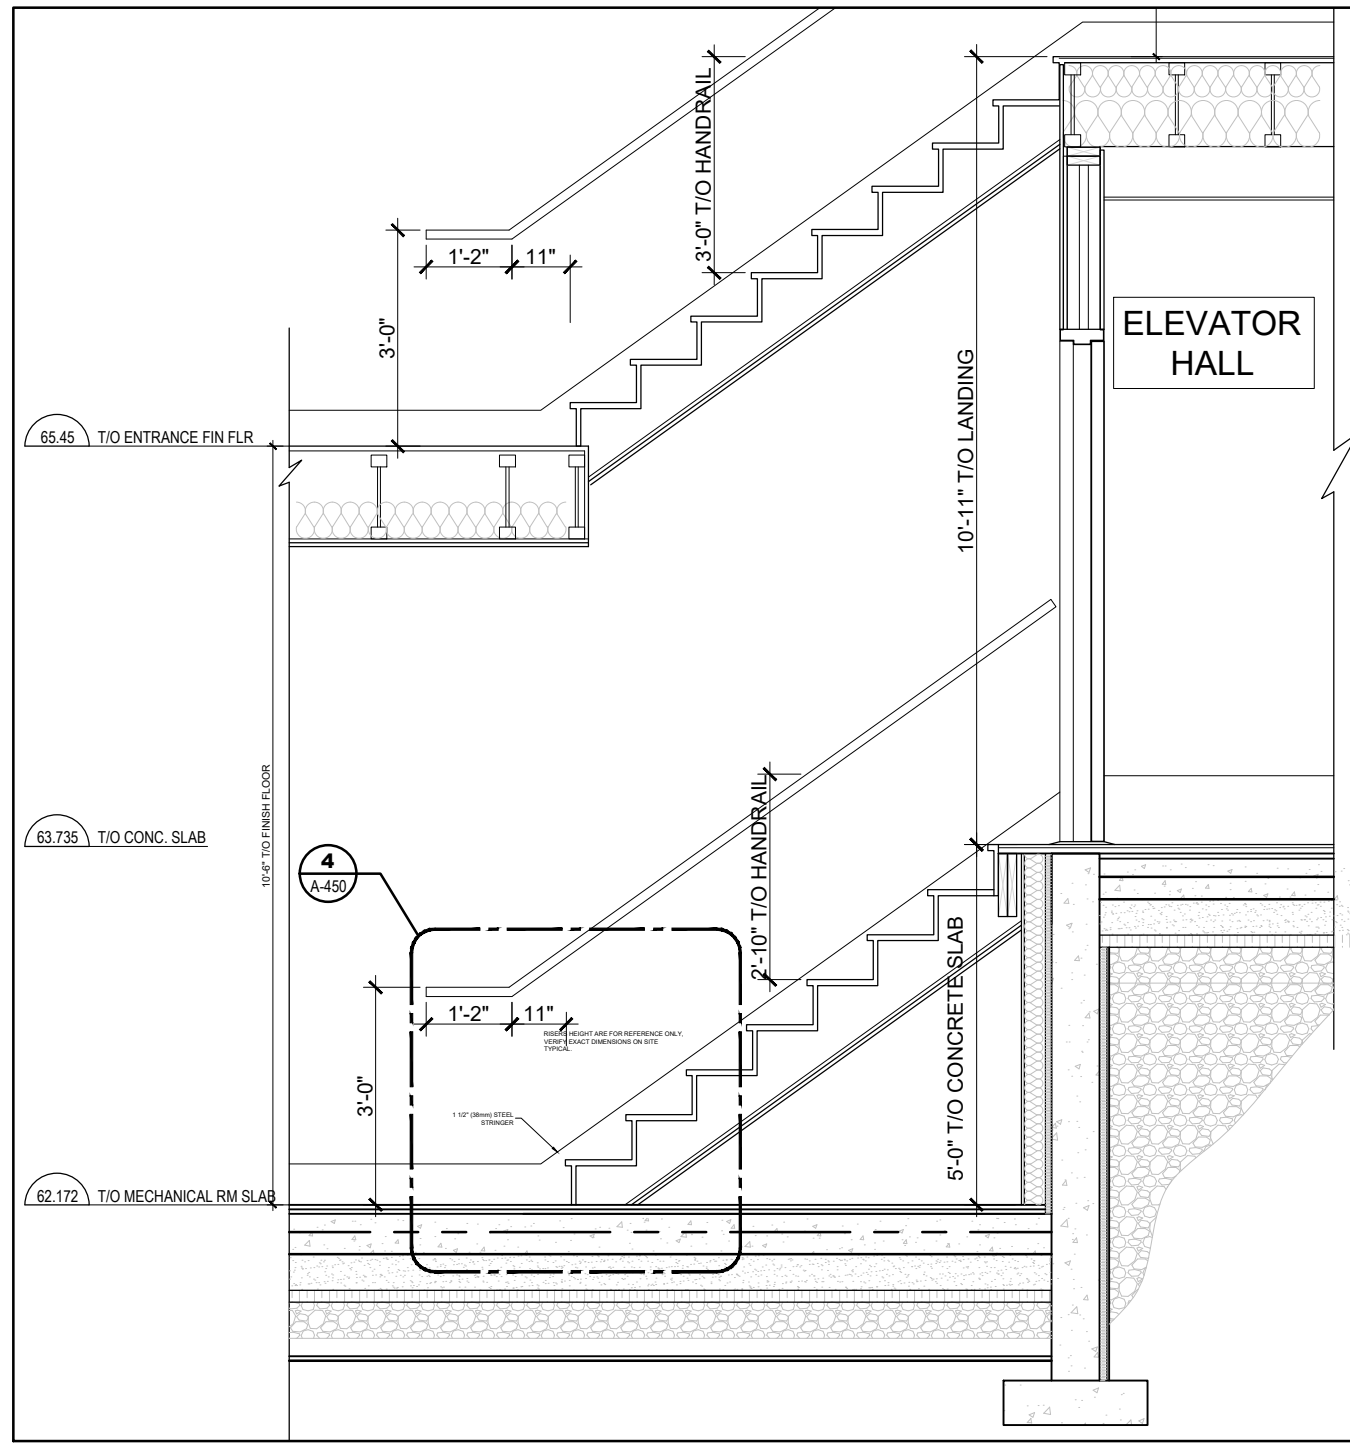 3'-0" T/O HANDRAIL
1'-2"
11"
3'-0"
ELEVATOR
HALL
10'-11" T/O LANDING
65.45
T/O ENTRANCE FIN FLR
10'-6" T/O FINISH FLOOR
63.735
T/O CONC. SLAB
4
A-450
2'-10" T/O HANDRAIL
5'-0" T/O CONCRETE SLAB
1'-2"
11"
RISERS HEIGHT ARE FOR REFERENCE ONLY,
VERIFY EXACT DIMENSIONS ON SITE
TYPICAL.
3'-0"
1 1/2" (38mm) STEEL
STRINGER
62.172
T/O MECHANICAL RM SLAB